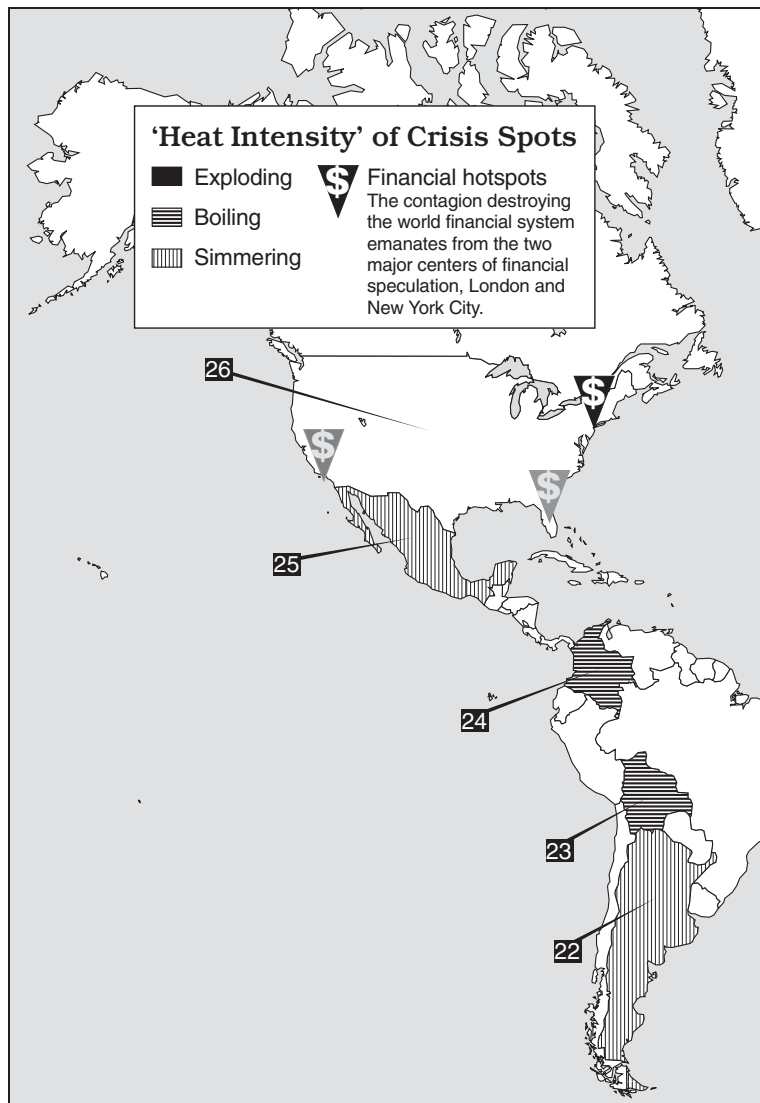 ‘Heat Intensity’ of Crisis Spots
Exploding
Boiling
Simmering
$
Financial hotspots
The contagion destroying
the world financial system
emanates from the two
major centers of financial
speculation, London and
New York City.
26
$
$
$
25
24
23
22